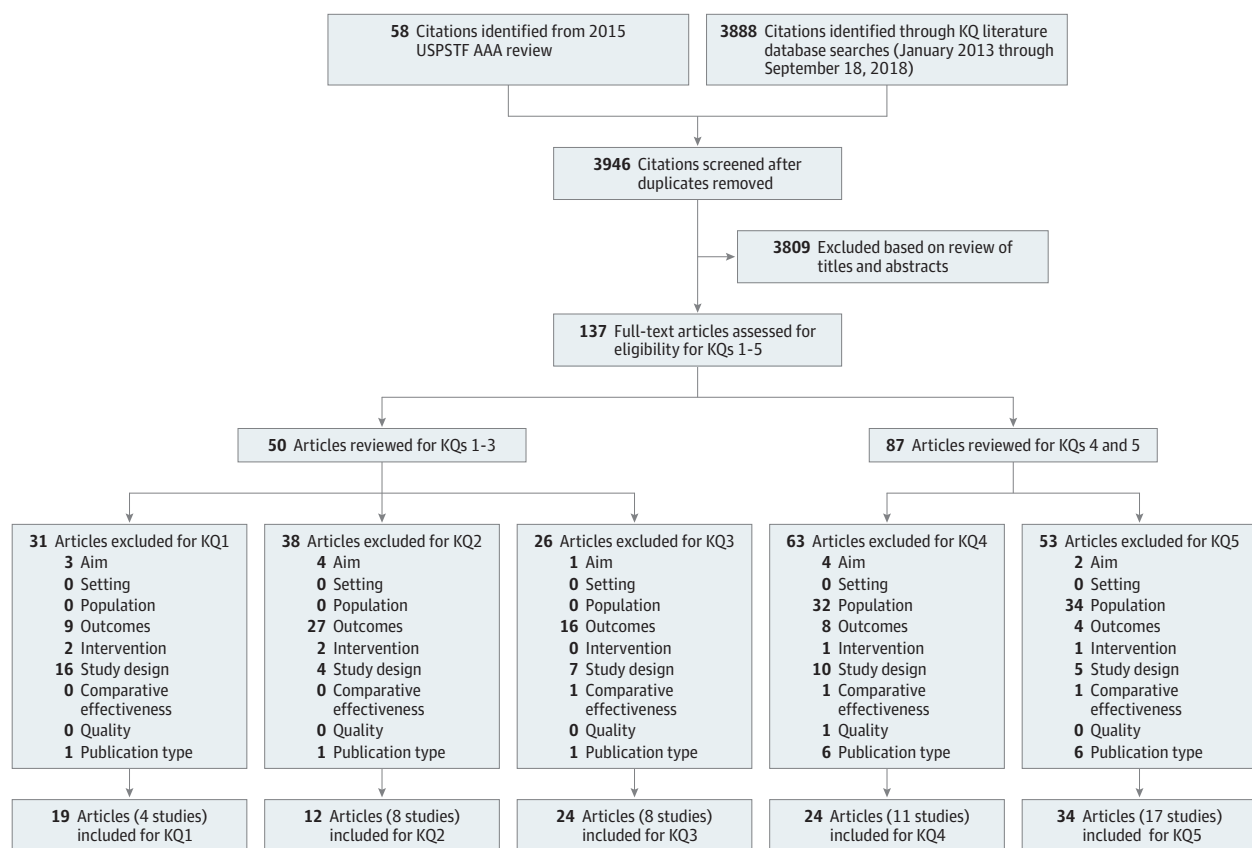 58 Citations identified from 2015
USPSTF AAA review
3888 Citations identified through KQ literature
database searches (January 2013 through
September 18, 2018)
3946 Citations screened after
duplicates removed
3809 Excluded based on review of
titles and abstracts
137 Full-text articles assessed for
eligibility for KQs 1-5
50 Articles reviewed for KQs 1-3
87 Articles reviewed for KQs 4 and 5
31 Articles excluded for KQ1
3 Aim
0 Setting
0 Population
9 Outcomes
2 Intervention
16 Study design
0 Comparative
effectiveness
0 Quality
1 Publication type
38 Articles excluded for KQ2
4 Aim
0 Setting
0 Population
27 Outcomes
2 Intervention
4 Study design
0 Comparative
effectiveness
0 Quality
1 Publication type
26 Articles excluded for KQ3
1 Aim
0 Setting
0 Population
16 Outcomes
0 Intervention
7 Study design
1 Comparative
effectiveness
0 Quality
1 Publication type
63 Articles excluded for KQ4
4 Aim
0 Setting
32 Population
8 Outcomes
1 Intervention
10 Study design
1 Comparative
effectiveness
1 Quality
6 Publication type
53 Articles excluded for KQ5
2 Aim
0 Setting
34 Population
4 Outcomes
1 Intervention
5 Study design
1 Comparative
effectiveness
0 Quality
6 Publication type
19 Articles (4 studies)
included for KQ1
12 Articles (8 studies)
included for KQ2
24 Articles (8 studies)
included for KQ3
24 Articles (11 studies)
included for KQ4
34 Articles (17 studies)
included for KQ5